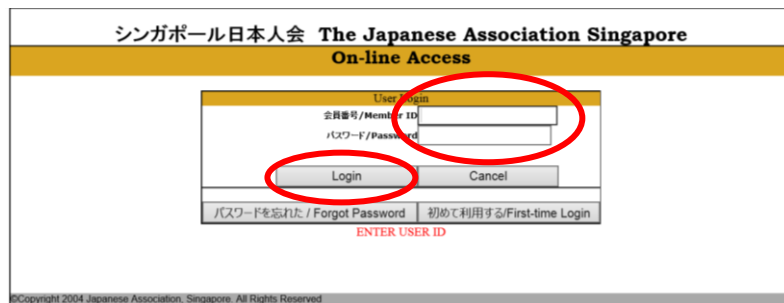 シンガポール日本人会 The Japanese Association Singapore
On-line Access
User Login
会員番号/Member ID
パスワード/Password
Login Cancel
パスワードを忘れた / Forgot Password 初めて利用する/First-time Login
ENTER USER ID
©Copyright 2004 Japanese Association, Singapore. All Rights Reserved